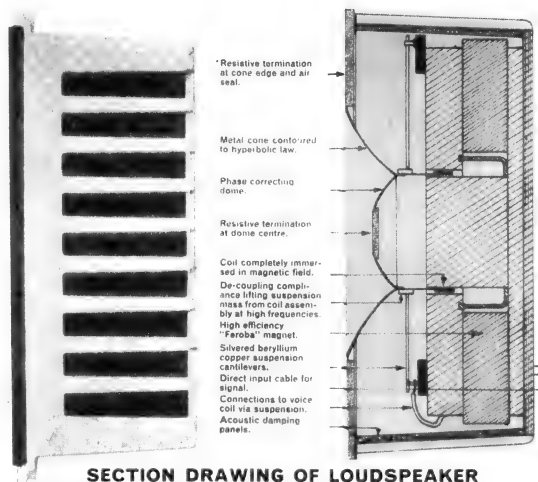 *Resistive termination
at cone edge and air
seal.
Metal cone contoured
to hyperbolic law.
Phase correcting
dome.
Resistive termination
at dome centre.
Coil completely immer-
sed in magnetic field.
De-coupling compli-
ance lifting suspension
mass from coil assem-
bly at high frequencies.
High efficiency
"Feroba" magnet.
Silvered beryllium
copper suspension
cantilevers.
Direct input cable for
signal.
Connections to voice
coil via suspension.
Acoustic damping
panels.
SECTION DRAWING OF LOUDSPEAKER